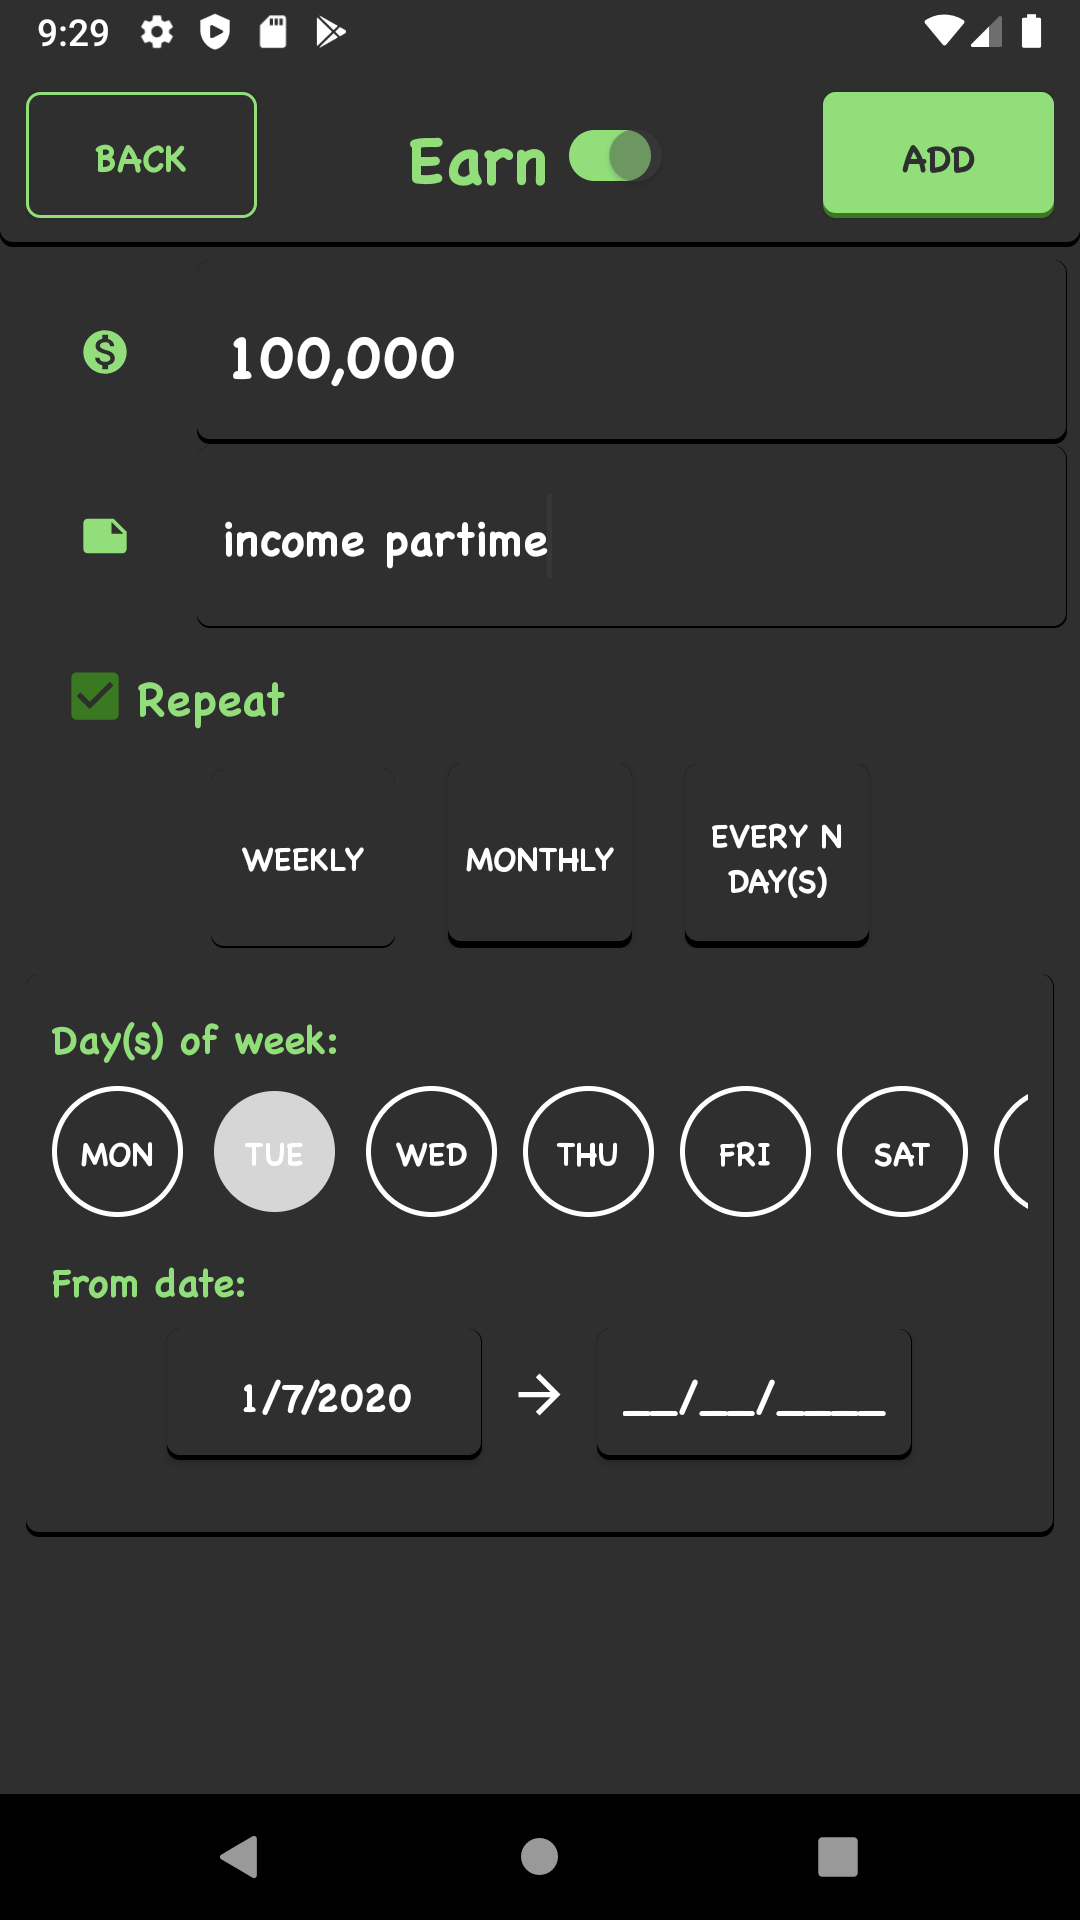 9:29
BACK
Earn
ADD
100,000
income partime
Repeat
WEEKLY
MONTHLY
EVERY N
DAY(S)
Day(s) of week:
MON
TUE
WED
THU
FRI
SAT
From date:
1/7/2020
__/__/____